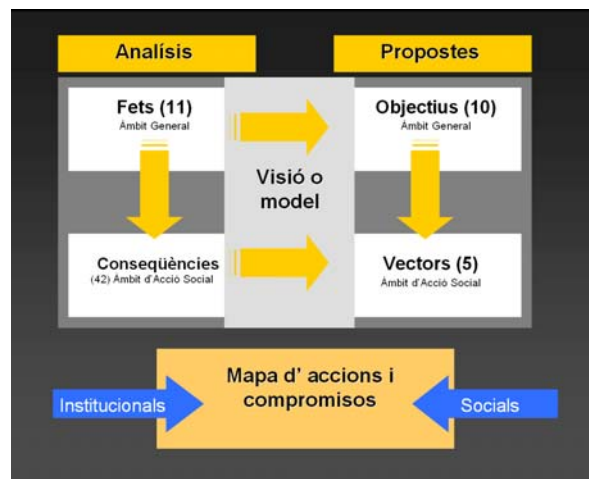 Analísis
Propostes
Fets (11)
Àmbit General
Objectius (10)
Àmbit General
Visió o
model
Conseqüències
(42) Àmbit d'Acció Social
Vectors (5)
Àmbit d'Acció Social
Mapa d' accions i
compromisos
Institucionals
Socials